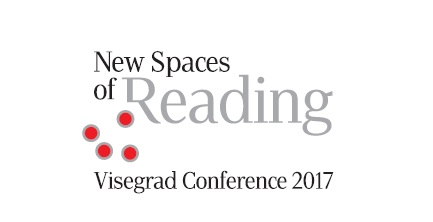 New Spaces
of Reading
Visegrad Conference 2017